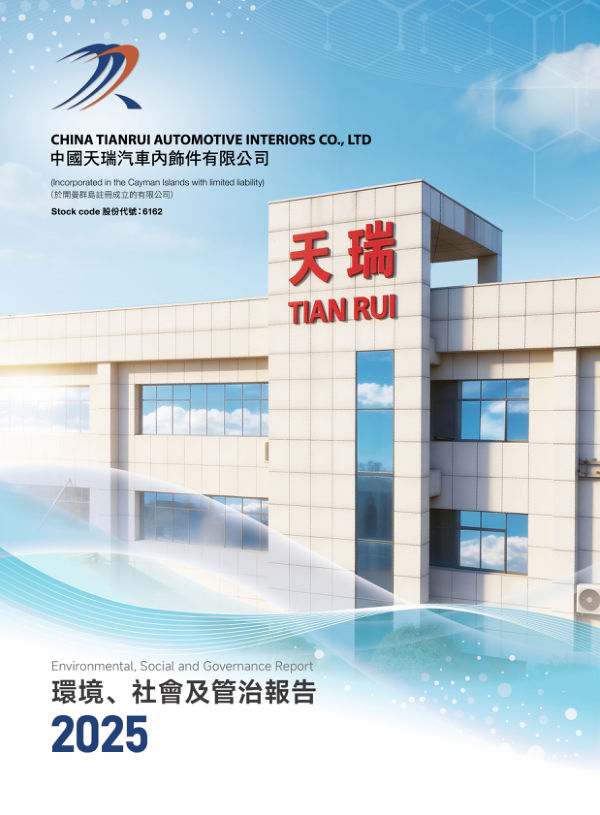 CHINA TIANRUI AUTOMOTIVE INTERIORS CO., LTD
中國天瑞汽車內飾件有限公司
(Incorporated in the Cayman Islands with limited liability)
（於開曼群島註冊成立的有限公司）
Stock code 股份代號：6162
天瑞
TIAN RUI
Environmental, Social and Governance Report
環境、社會及管治報告
2025